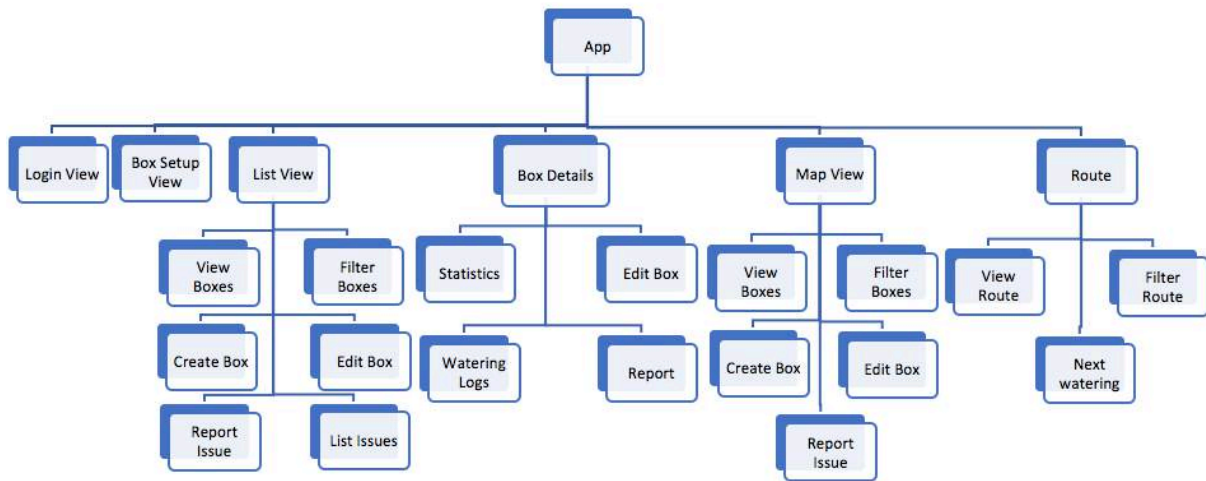 App
Login View
Box Setup
View
List View
Box Details
Map View
Route
View
Boxes
Filter
Boxes
Statistics
Edit Box
View
Boxes
Filter
Boxes
View
Route
Filter
Route
Create Box
Edit Box
Watering
Logs
Report
Create Box
Edit Box
Next
watering
Report
Issue
List Issues
Report
Issue